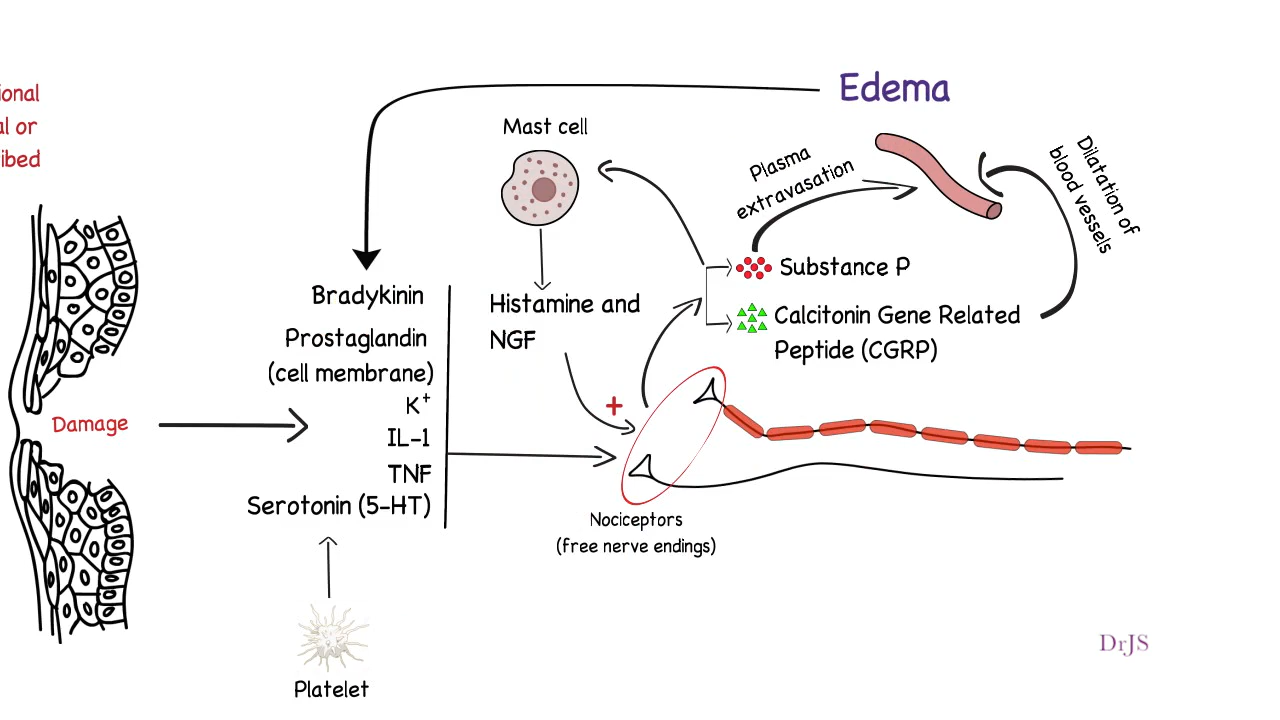 ional
al or
ibed
Edema
Mast cell
Plasma
extravasation
Dilatation of
blood vessels
Substance P
Bradykinin
Histamine and
NGF
Calcitonin Gene Related
Peptide (CGRP)
Prostaglandin
(cell membrane)
K⁺
+
Damage
IL-1
TNF
Serotonin (5-HT)
Nociceptors
(free nerve endings)
DrJS
Platelet